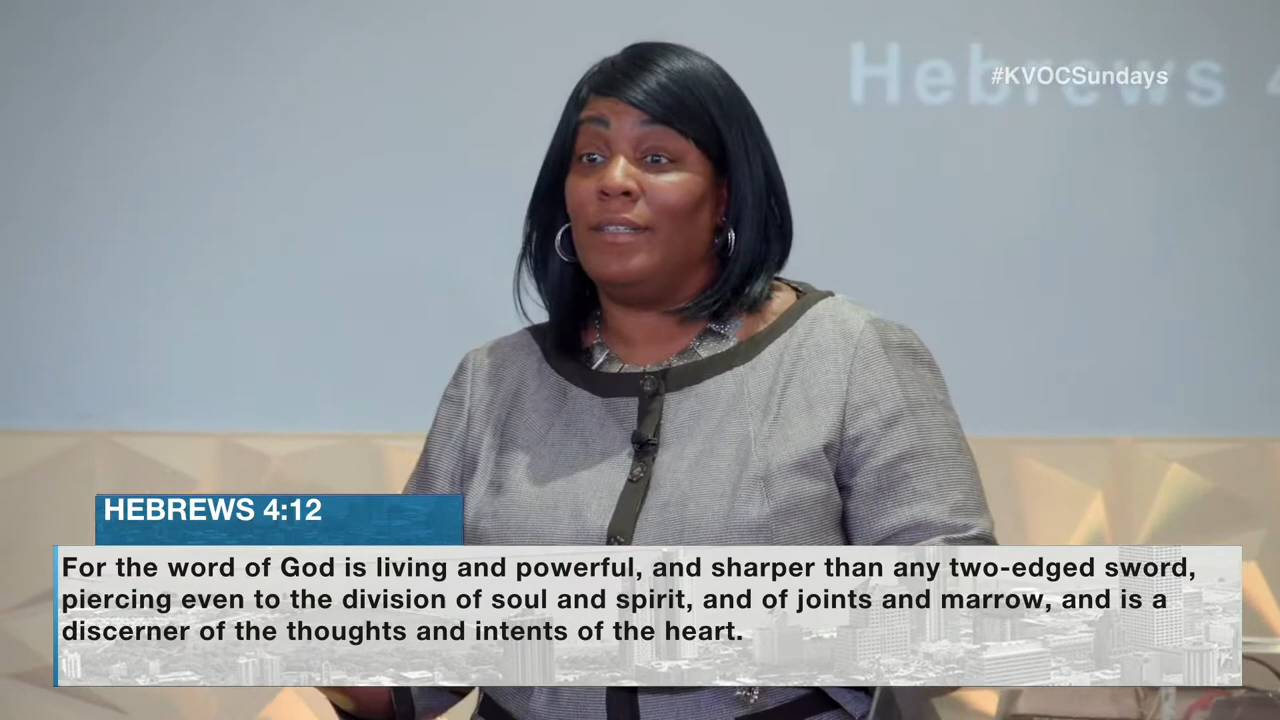 Hebrews 4
#KVOCSundays
HEBREWS 4:12
For the word of God is living and powerful, and sharper than any two-edged sword,
piercing even to the division of soul and spirit, and of joints and marrow, and is a
discerner of the thoughts and intents of the heart.